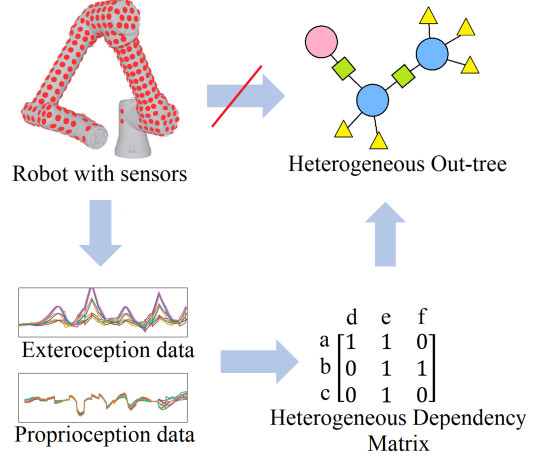 Robot with sensors
Heterogeneous Out-tree
Exteroception data
Proprioception data
d e f
a 1 1 0
b 0 1 1
c 0 1 0
Heterogeneous Dependency
Matrix